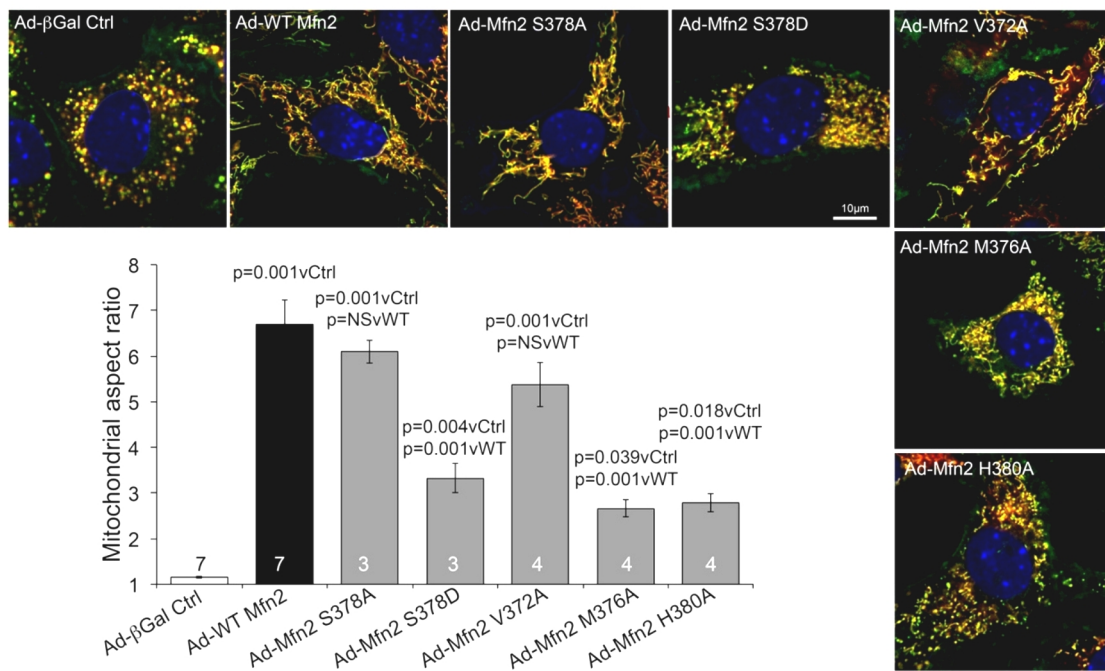 Ad-βGal Ctrl
Ad-WT Mfn2
Ad-Mfn2 S378A
Ad-Mfn2 S378D
Ad-Mfn2 V372A
10μm
Ad-Mfn2 M376A
Ad-Mfn2 H380A
Mitochondrial aspect ratio
8
7
6
5
4
3
2
1
p=0.001vCtrl
p=0.001vCtrl
p=NSvWT
p=0.004vCtrl
p=0.001vWT
p=0.001vCtrl
p=NSvWT
p=0.039vCtrl
p=0.001vWT
p=0.018vCtrl
p=0.001vWT
7
7
3
3
4
4
4
Ad-βGal Ctrl
Ad-WT Mfn2
Ad-Mfn2 S378A
Ad-Mfn2 S378D
Ad-Mfn2 V372A
Ad-Mfn2 M376A
Ad-Mfn2 H380A